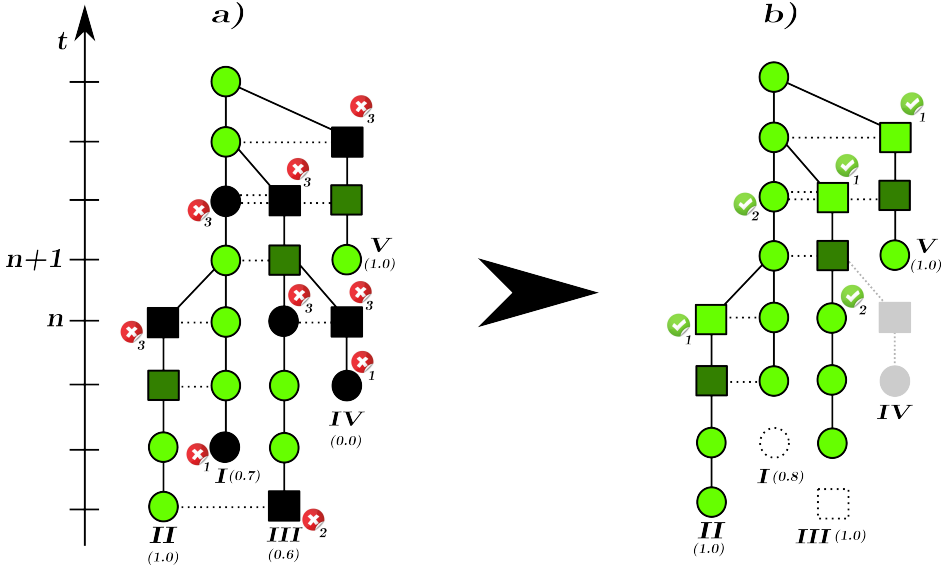 a)
b)
t
3
1
3
1
3
2
3
V
(1.0)
V
(1.0)
n+1
n
3
3
3
2
1
1
IV
(0.0)
IV
1
I (0.7)
I (0.8)
II
(1.0)
III
(0.6)
2
II
(1.0)
III (1.0)